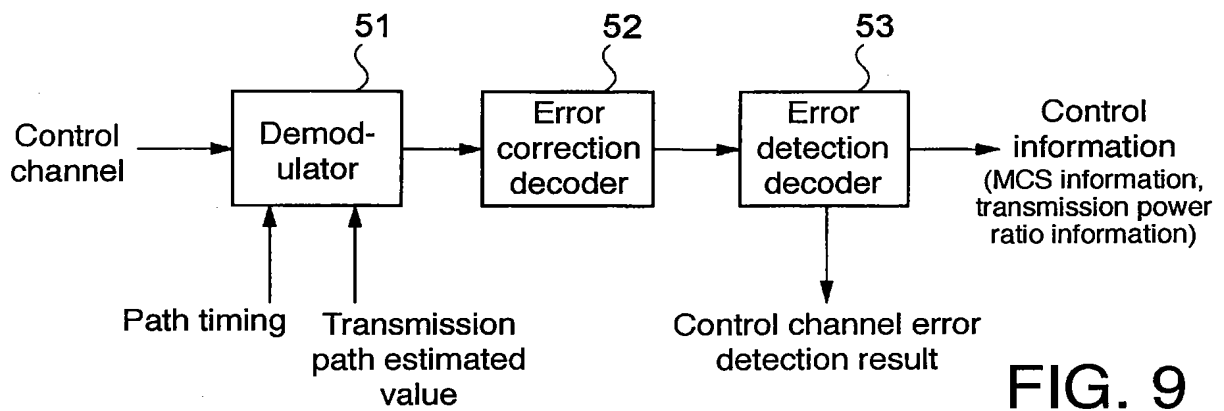 51
52
53
Control
channel
Demod-
ulator
Error
correction
decoder
Error
detection
decoder
Control
information
(MCS information,
transmission power
ratio information)
Path timing
Transmission
path estimated
value
Control channel error
detection result
FIG. 9